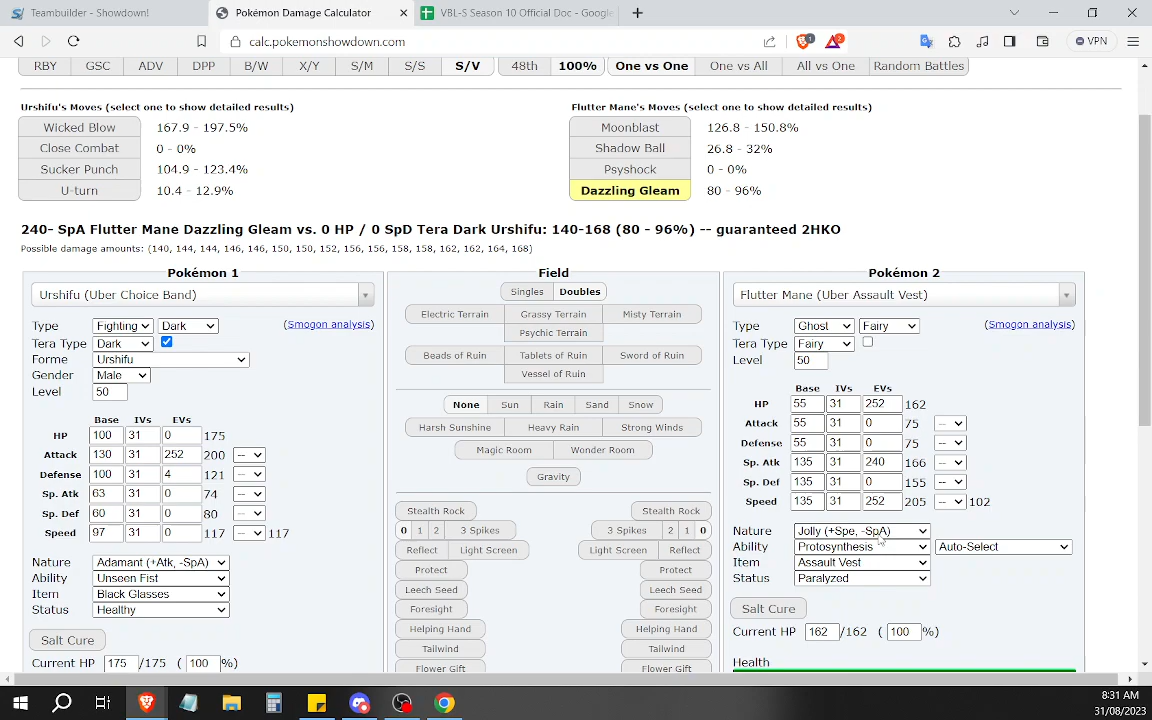 Teambuilder - Showdown! Pokémon Damage Calculator VBL-S Season 10 Official Doc - Google
calc.pokemonshowdown.com 1 2 VPN
RBY GSC ADV DPP B/W X/Y S/M S/S S/V 48th 100% One vs One One vs All All vs One Random Battles
Urshifu's Moves (select one to show detailed results) Flutter Mane's Moves (select one to show detailed results)
Wicked Blow 167.9 - 197.5% Moonblast 126.8 - 150.8%
Close Combat 0 - 0% Shadow Ball 26.8 - 32%
Sucker Punch 104.9 - 123.4% Psyshock 0 - 0%
U-turn 10.4 - 12.9% Dazzling Gleam 80 - 96%
240- SpA Flutter Mane Dazzling Gleam vs. 0 HP / 0 SpD Tera Dark Urshifu: 140-168 (80 - 96%) -- guaranteed 2HKO
Possible damage amounts: (140, 144, 144, 146, 146, 150, 150, 152, 156, 156, 158, 158, 162, 162, 164, 168)
Pokémon 1
Urshifu (Uber Choice Band)
Type Fighting Dark (Smogon analysis)
Tera Type Dark
Forme Urshifu
Gender Male
Level 50
Base IVs EVs
HP 100 31 0 175
Attack 130 31 252 200 --
Defense 100 31 4 121 --
Sp. Atk 63 31 0 74 --
Sp. Def 60 31 0 80 --
Speed 97 31 0 117 -- 117
Nature Adamant (+Atk, -SpA)
Ability Unseen Fist
Item Black Glasses
Status Healthy
Salt Cure
Current HP 175 /175 ( 100 %)
Field
Singles Doubles
Electric Terrain Grassy Terrain Misty Terrain
Psychic Terrain
Beads of Ruin Tablets of Ruin Sword of Ruin
Vessel of Ruin
None Sun Rain Sand Snow
Harsh Sunshine Heavy Rain Strong Winds
Magic Room Wonder Room
Gravity
Stealth Rock Stealth Rock
0 1 2 3 Spikes 3 Spikes 2 1 0
Reflect Light Screen Light Screen Reflect
Protect Protect
Leech Seed Leech Seed
Foresight Foresight
Helping Hand Helping Hand
Tailwind Tailwind
Flower Gift Flower Gift
Pokémon 2
Flutter Mane (Uber Assault Vest)
Type Ghost Fairy (Smogon analysis)
Tera Type Fairy
Level 50
Base IVs EVs
HP 55 31 252 162
Attack 55 31 0 75 --
Defense 55 31 0 75 --
Sp. Atk 135 31 240 166 --
Sp. Def 135 31 0 155 --
Speed 135 31 252 205 -- 102
Nature Jolly (+Spe, -SpA)
Ability Protosynthesis Auto-Select
Item Assault Vest
Status Paralyzed
Salt Cure
Current HP 162 /162 ( 100 %)
Health
8:31 AM
31/08/2023